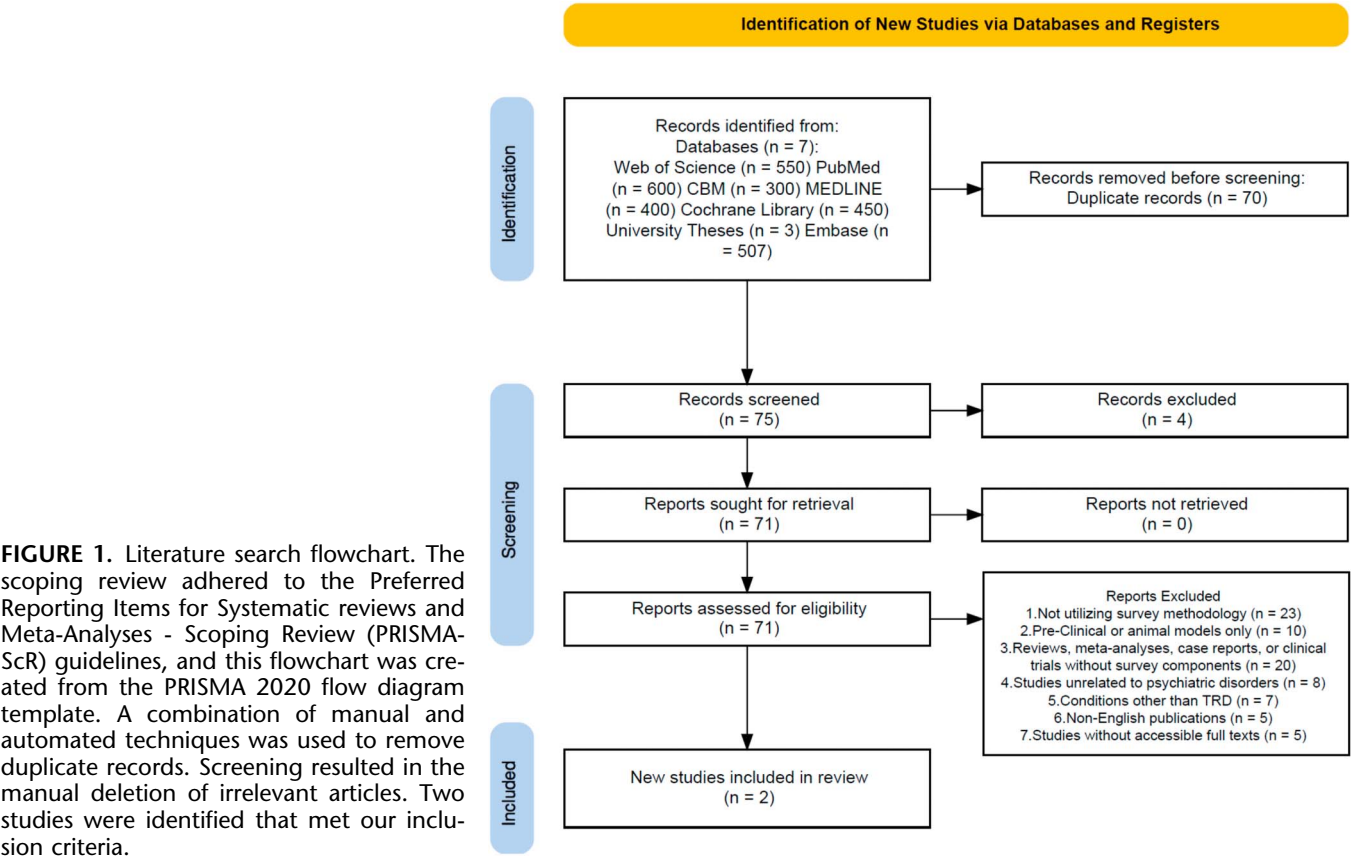 Identification of New Studies via Databases and Registers
Identification
Records identified from:
Databases (n = 7):
Web of Science (n = 550) PubMed
(n = 600) CBM (n = 300) MEDLINE
(n = 400) Cochrane Library (n = 450)
University Theses (n = 3) Embase (n
= 507)
Records removed before screening:
Duplicate records (n = 70)
Screening
Records screened
(n = 75)
Records excluded
(n = 4)
Reports sought for retrieval
(n = 71)
Reports not retrieved
(n = 0)
Reports assessed for eligibility
(n = 71)
Reports Excluded
1.Not utilizing survey methodology (n = 23)
2.Pre-Clinical or animal models only (n = 10)
3.Reviews, meta-analyses, case reports, or clinical
trials without survey components (n = 20)
4.Studies unrelated to psychiatric disorders (n = 8)
5.Conditions other than TRD (n = 7)
6.Non-English publications (n = 5)
7.Studies without accessible full texts (n = 5)
Included
New studies included in review
(n = 2)
FIGURE 1. Literature search flowchart. The
scoping review adhered to the Preferred
Reporting Items for Systematic reviews and
Meta-Analyses - Scoping Review (PRISMA-
ScR) guidelines, and this flowchart was cre-
ated from the PRISMA 2020 flow diagram
template. A combination of manual and
automated techniques was used to remove
duplicate records. Screening resulted in the
manual deletion of irrelevant articles. Two
studies were identified that met our inclu-
sion criteria.